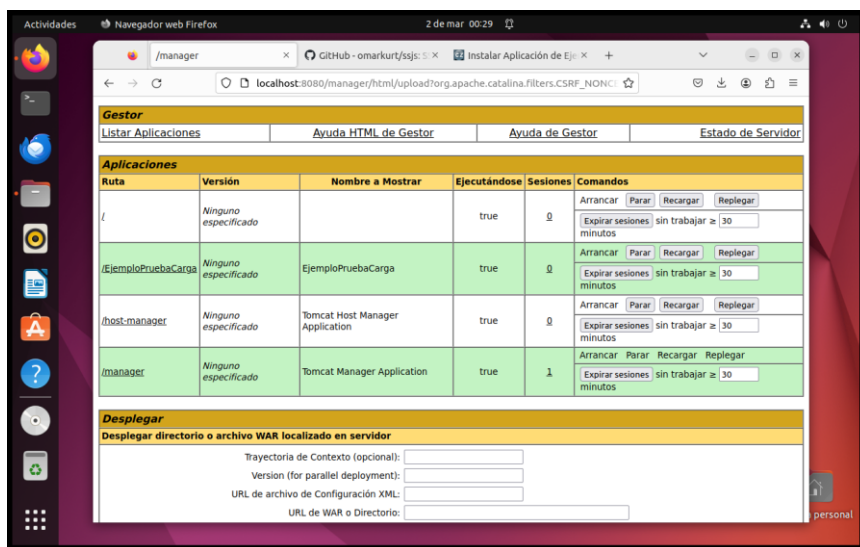 Actividades
Navegador web Firefox
2 de mar 00:29
/manager
GitHub - omarkurt/ssjs: S
Instalar Aplicación de Eje
localhost:8080/manager/html/upload?org.apache.catalina.filters.CSRF_NONC
Gestor
Listar Aplicaciones Ayuda HTML de Gestor Ayuda de Gestor Estado de Servidor
Aplicaciones
Ruta Versión Nombre a Mostrar Ejecutándose Sesiones Comandos
/ Ninguno especificado true 0 Arrancar Parar Recargar Replegar
Expirar sesiones sin trabajar ≥ 30
minutos
/EjemploPruebaCarga Ninguno especificado EjemploPruebaCarga true 0 Arrancar Parar Recargar Replegar
Expirar sesiones sin trabajar ≥ 30
minutos
/host-manager Ninguno especificado Tomcat Host Manager Application true 0 Arrancar Parar Recargar Replegar
Expirar sesiones sin trabajar ≥ 30
minutos
/manager Ninguno especificado Tomcat Manager Application true 1 Arrancar Parar Recargar Replegar
Expirar sesiones sin trabajar ≥ 30
minutos
Desplegar
Desplegar directorio o archivo WAR localizado en servidor
Trayectoria de Contexto (opcional):
Version (for parallel deployment):
URL de archivo de Configuración XML:
URL de WAR o Directorio:
personal